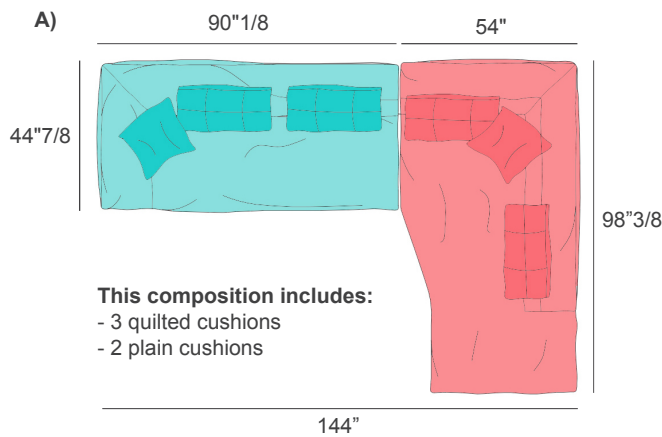 A)
90"1/8
54"
44"7/8
98”3/8
This composition includes:
- 3 quilted cushions
- 2 plain cushions
144”